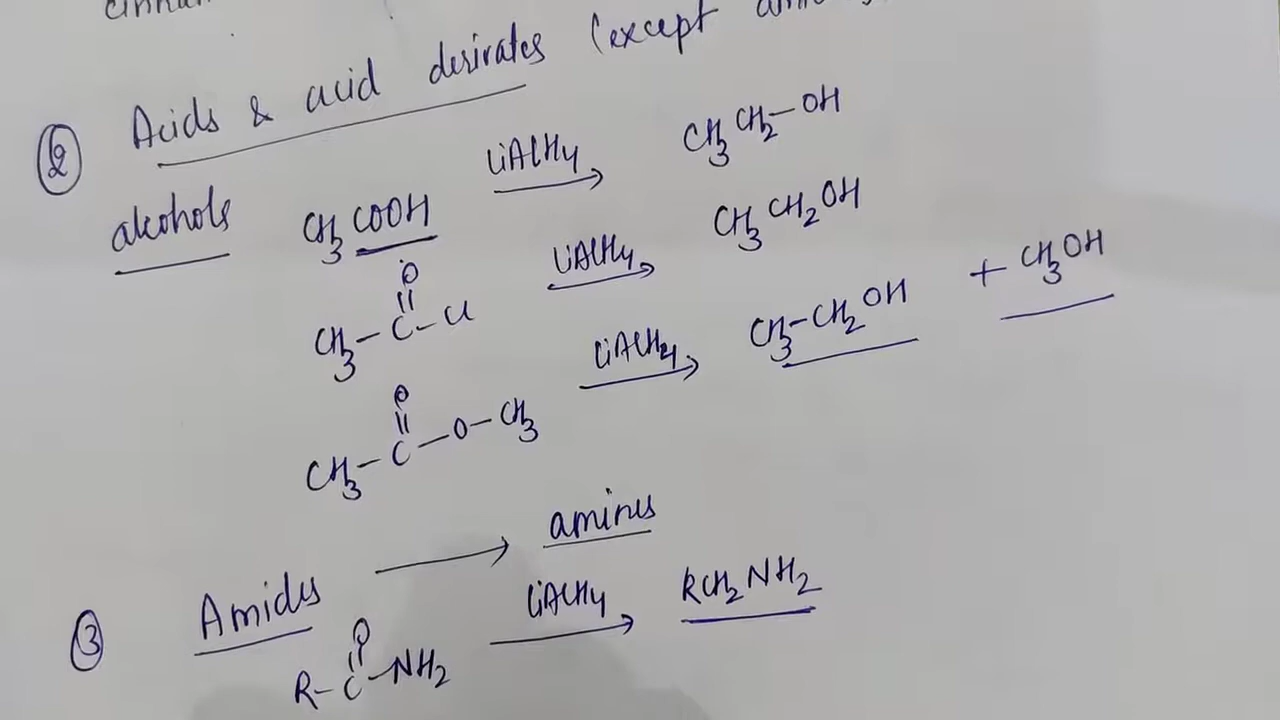 ② Acids & acid derivates (except
alcohols
CH3COOH LiAlH4 → CH3CH2-OH
CH3-C(=O)-Cl LiAlH4 → CH3CH2OH
CH3-C(=O)-O-CH3 LiAlH4 → CH3-CH2OH + CH3OH
③ Amides → amines
R-C(=O)-NH2 LiAlH4 → RCH2NH2